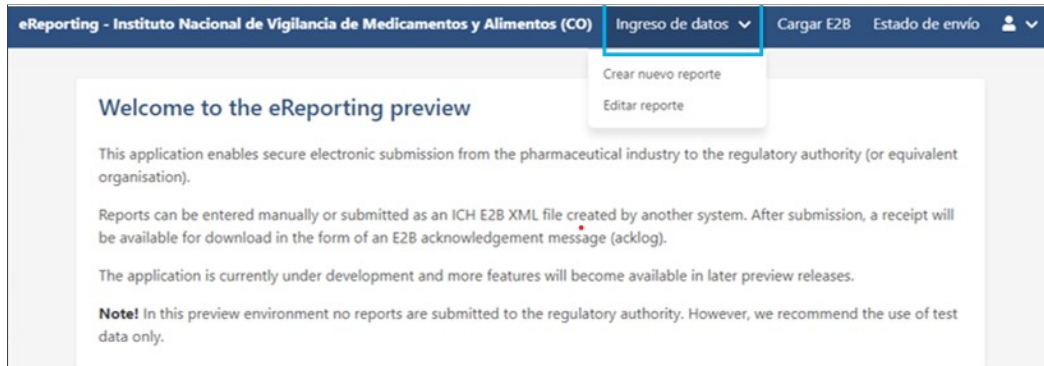 eReporting - Instituto Nacional de Vigilancia de Medicamentos y Alimentos (CO) Ingreso de datos Cargar E2B Estado de envío
Crear nuevo reporte
Editar reporte
Welcome to the eReporting preview
This application enables secure electronic submission from the pharmaceutical industry to the regulatory authority (or equivalent
organisation).
Reports can be entered manually or submitted as an ICH E2B XML file created by another system. After submission, a receipt will
be available for download in the form of an E2B acknowledgement message (acklog).
The application is currently under development and more features will become available in later preview releases.
Note! In this preview environment no reports are submitted to the regulatory authority. However, we recommend the use of test
data only.